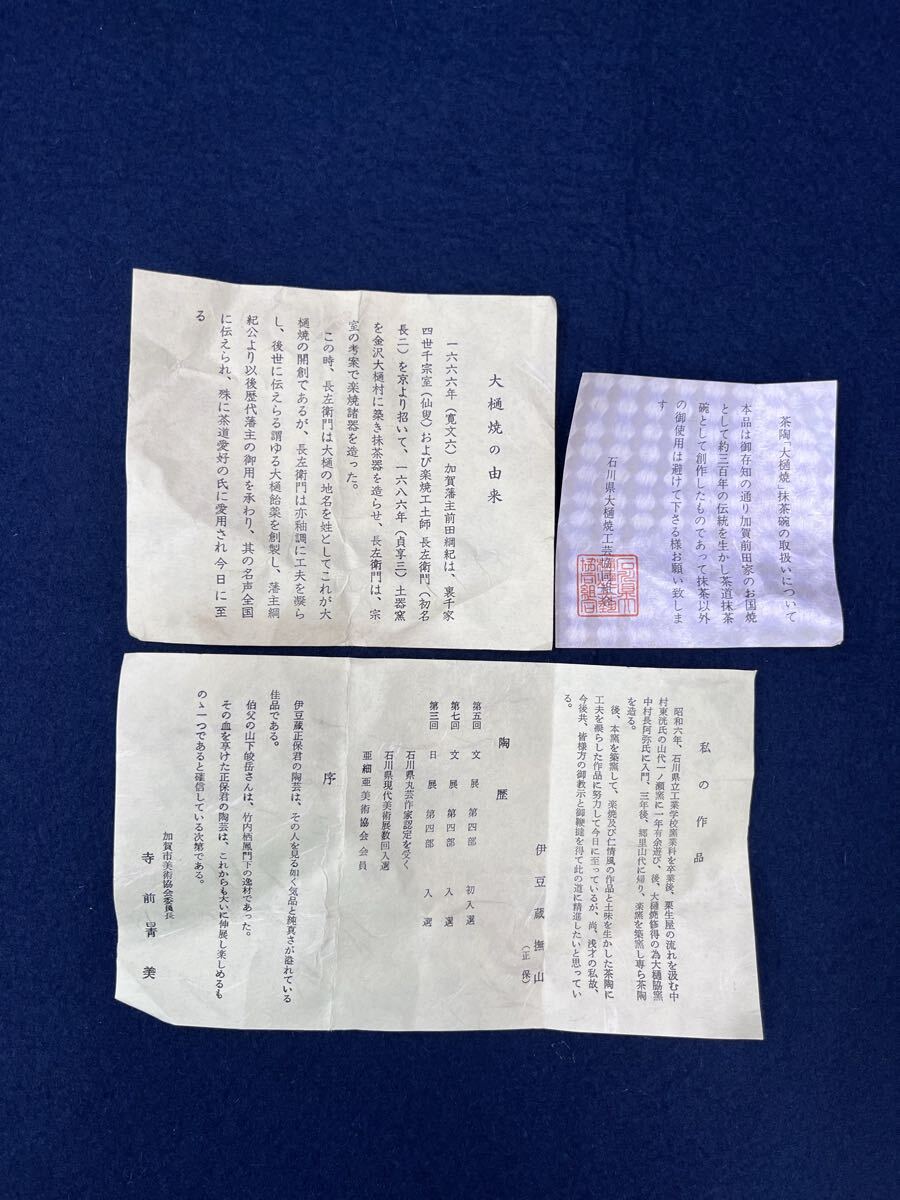 大樋焼の由来
一六六六年(寛文六)加賀藩主前田綱紀は、裏千家
四世千宗室(仙叟)および楽焼工土師 長左衛門(初名
長二)を京より招いて、一六八六年(貞享三)土器窯
を金沢大樋村に築き抹茶器を造らせ、長左衛門は、宗
室の考案で楽焼諸器を造った。
この時、長左衛門は大樋の地名を姓としてこれが大
樋焼の開創であるが、長左衛門は亦釉調に工夫を凝ら
し、後世に伝えらる謂ゆる大樋飴薬を創製し、藩主綱
紀公より以後歴代藩主の御用を承わり、其の名声全国
に伝えられ、殊に茶道愛好の氏に愛用され今日に至
る
茶陶「大樋焼」抹茶碗の取扱いについて
本品は御存知の通り加賀前田家のお国焼
として約三百年の伝統を生かし茶道抹茶
碗として創作したものであって抹茶以外
の御使用は避けて下さる様お願い致しま
す
石川県大樋焼工芸協同組合
私の作品
昭和六年、石川県立工業学校窯業科を卒業後、粟生屋の流れを汲む中
村東洸氏の山代一ノ瀬窯に一年有余遊び、後、大樋焼修得の為大樋脇窯
中村長阿弥氏に入門、三年後、郷里山代に帰り、楽窯を築窯し専ら茶陶
を造る。
後、本窯を築窯して、楽焼及び仁清風の作品と土味を生かした茶陶に
工夫を凝らした作品に努力して今日に至っているが、尚、浅才の私故、
今後共、皆様方の御教示と御鞭撻を得て此の道に精進したいと思ってい
る。
伊豆蔵撫山
(正保)
陶歴
第五回 文展 第四部 初入選
第七回 文展 第四部 入選
第三回 日展 第四部 入選
石川県丸芸作家認定を受く
石川県現代美術展数回入選
亜細亜美術協会会員
序
伊豆蔵正保君の陶芸は、その人を見る如く気品と純真さが溢れている
佳品である。
伯父の山下皎岳さんは、竹内栖鳳門下の逸材であった。
その血を享けた正保君の陶芸は、これからも大いに伸展し楽しめるも
のゝ一つであると確信している次第である。
加賀市美術協会委員長
寺前星美